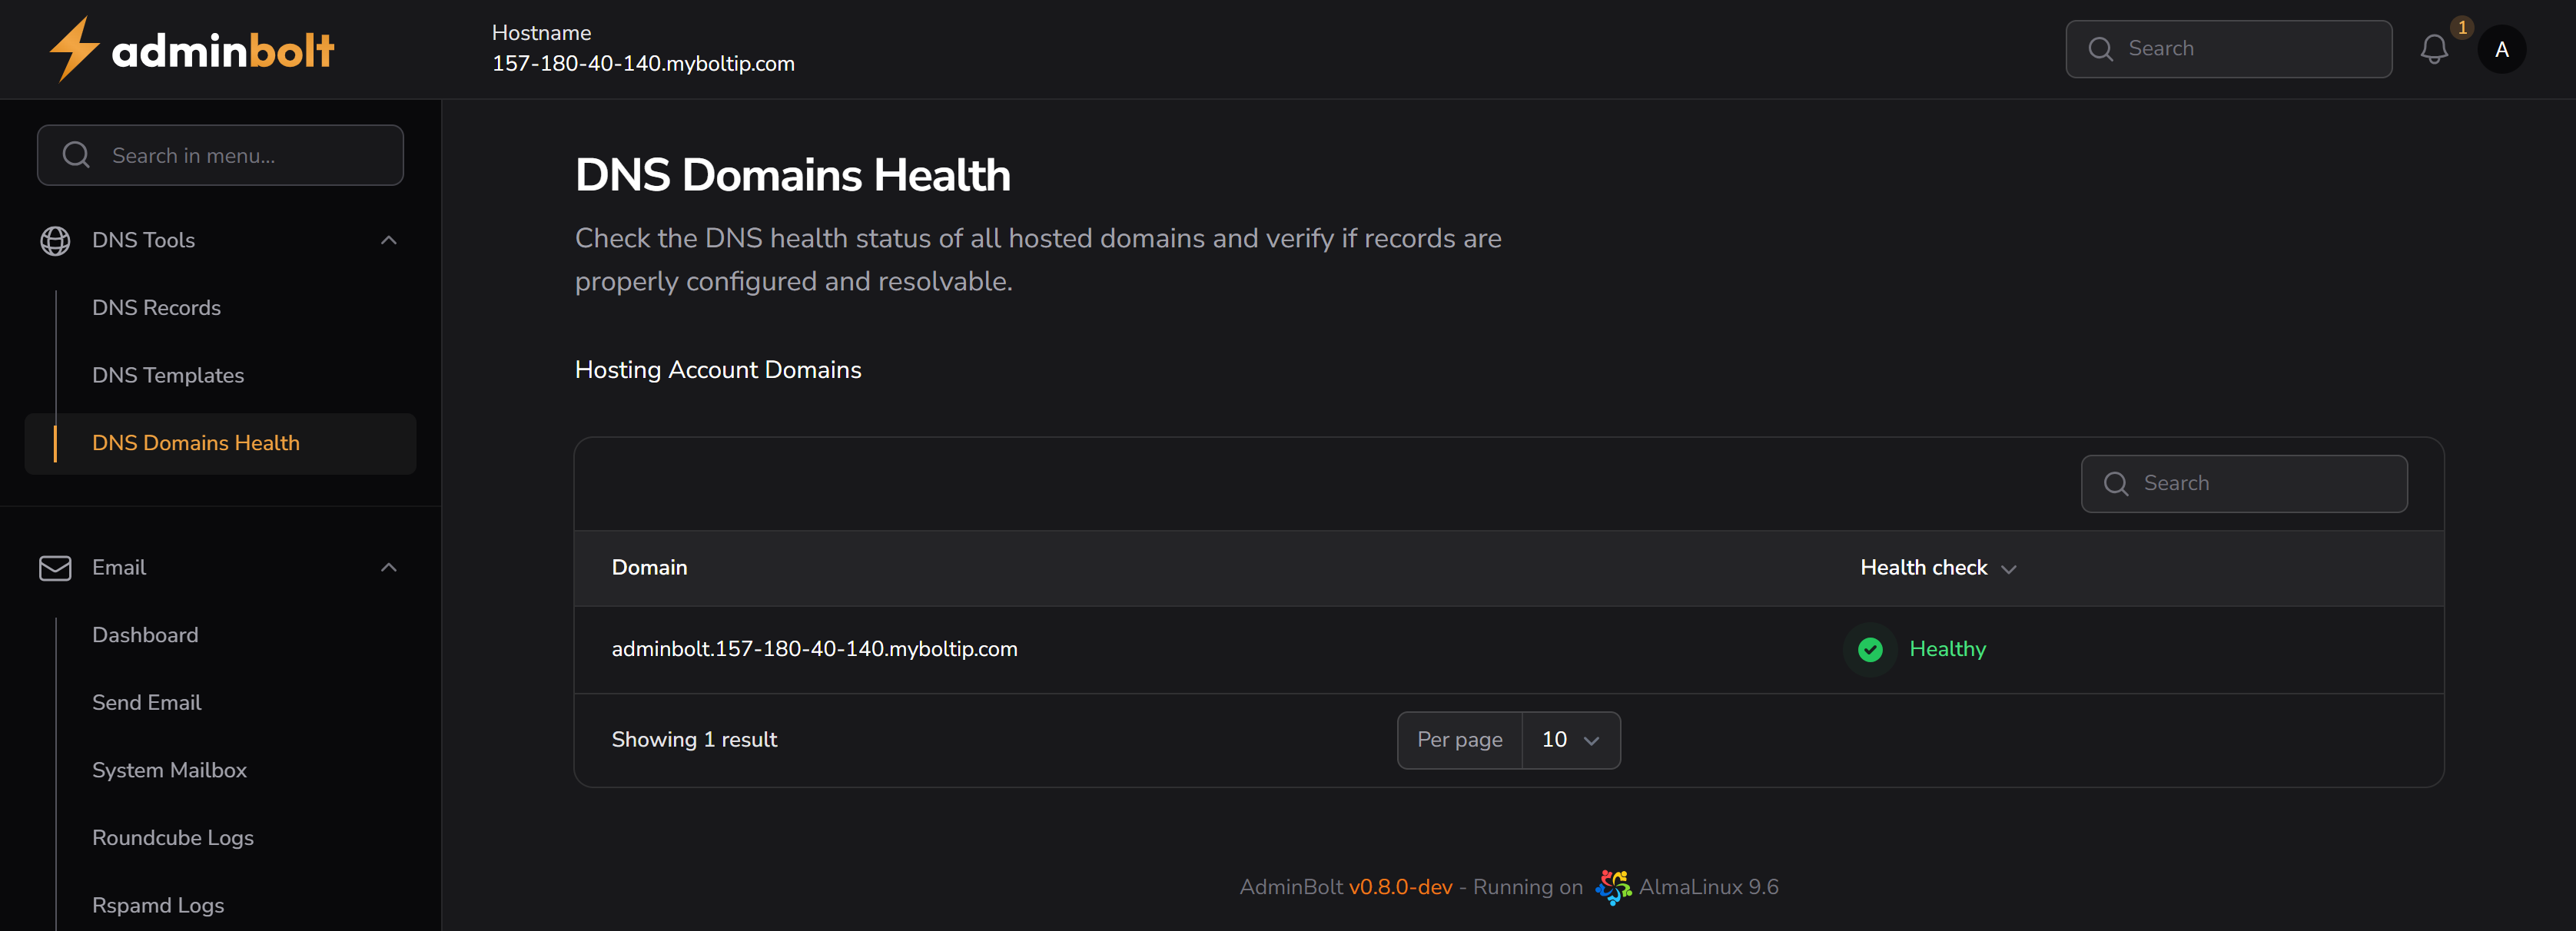 adminbolt
Hostname
157-180-40-140.myboltip.com
Search
1
A
Search in menu...
DNS Tools
DNS Records
DNS Templates
DNS Domains Health
Email
Dashboard
Send Email
System Mailbox
Roundcube Logs
Rspamd Logs
DNS Domains Health
Check the DNS health status of all hosted domains and verify if records are
properly configured and resolvable.
Hosting Account Domains
Search
Domain
Health check
adminbolt.157-180-40-140.myboltip.com
Healthy
Showing 1 result
Per page
10
AdminBolt v0.8.0-dev - Running on AlmaLinux 9.6